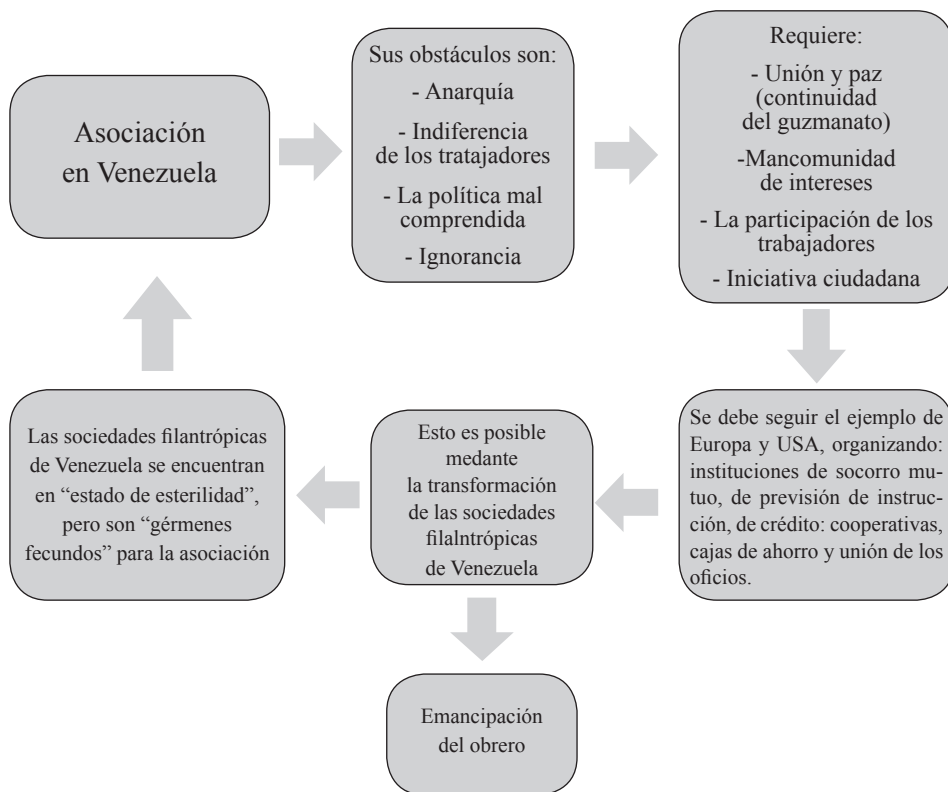 Asociación
en Venezuela
Sus obstáculos son:
- Anarquía
- Indiferencia
de los tratajadores
- La política mal
comprendida
- Ignorancia
Requiere:
- Unión y paz
(continuidad
del guzmanato)
-Mancomunidad
de intereses
- La participación de los
trabajadores
- Iniciativa ciudadana
Se debe seguir el ejemplo de
Europa y USA, organizando:
instituciones de socorro mu-
tuo, de previsión de instruc-
ción, de crédito: cooperativas,
cajas de ahorro y unión de los
oficios.
Esto es posible
medante
la transformación
de las sociedades
filalntrópicas
de Venezuela
Las sociedades filantrópicas
de Venezuela se encuentran
en “estado de esterilidad”,
pero son “gérmenes
fecundos” para la asociación
Emancipación
del obrero